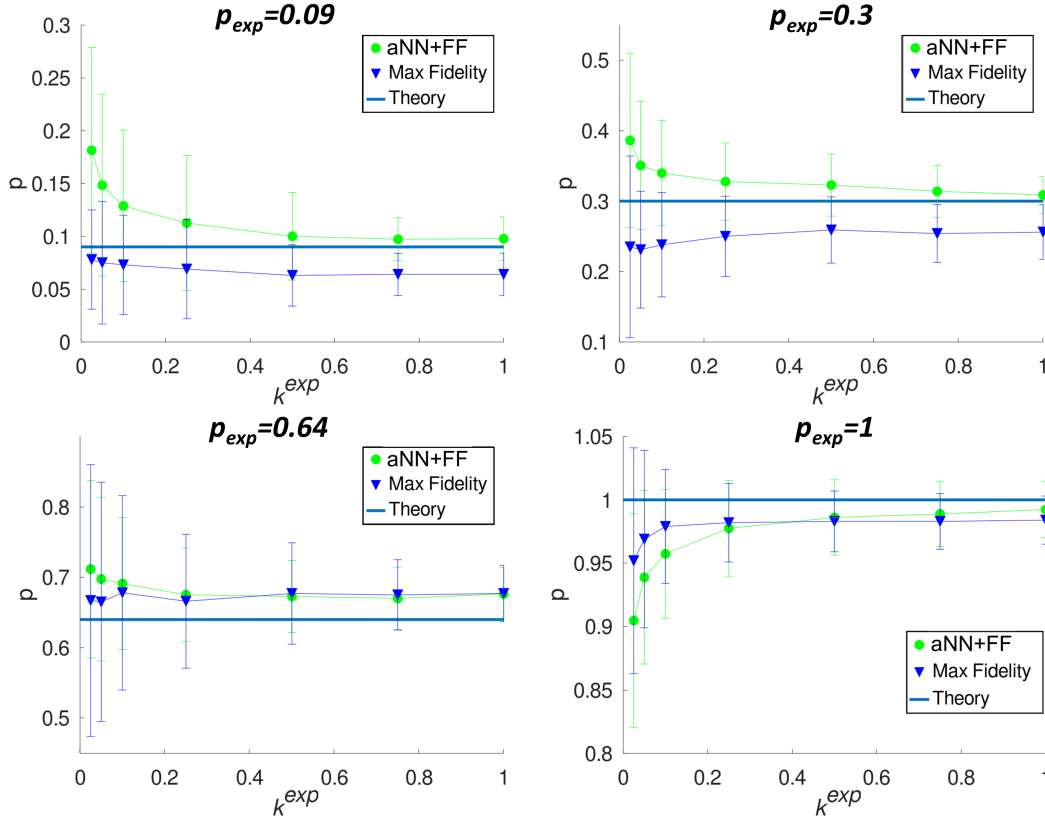 p_exp=0.09
0.3
0.25
0.2
0.15
0.1
0.05
0
p
aNN+FF
Max Fidelity
Theory
0 0.2 0.4 0.6 0.8 1
k^exp
p_exp=0.3
0.5
0.4
0.3
0.2
0.1
p
aNN+FF
Max Fidelity
Theory
0 0.2 0.4 0.6 0.8 1
k^exp
p_exp=0.64
0.8
0.7
0.6
0.5
p
aNN+FF
Max Fidelity
Theory
0 0.2 0.4 0.6 0.8 1
k^exp
p_exp=1
1.05
1
0.95
0.9
0.85
0.8
p
aNN+FF
Max Fidelity
Theory
0 0.2 0.4 0.6 0.8 1
k^exp